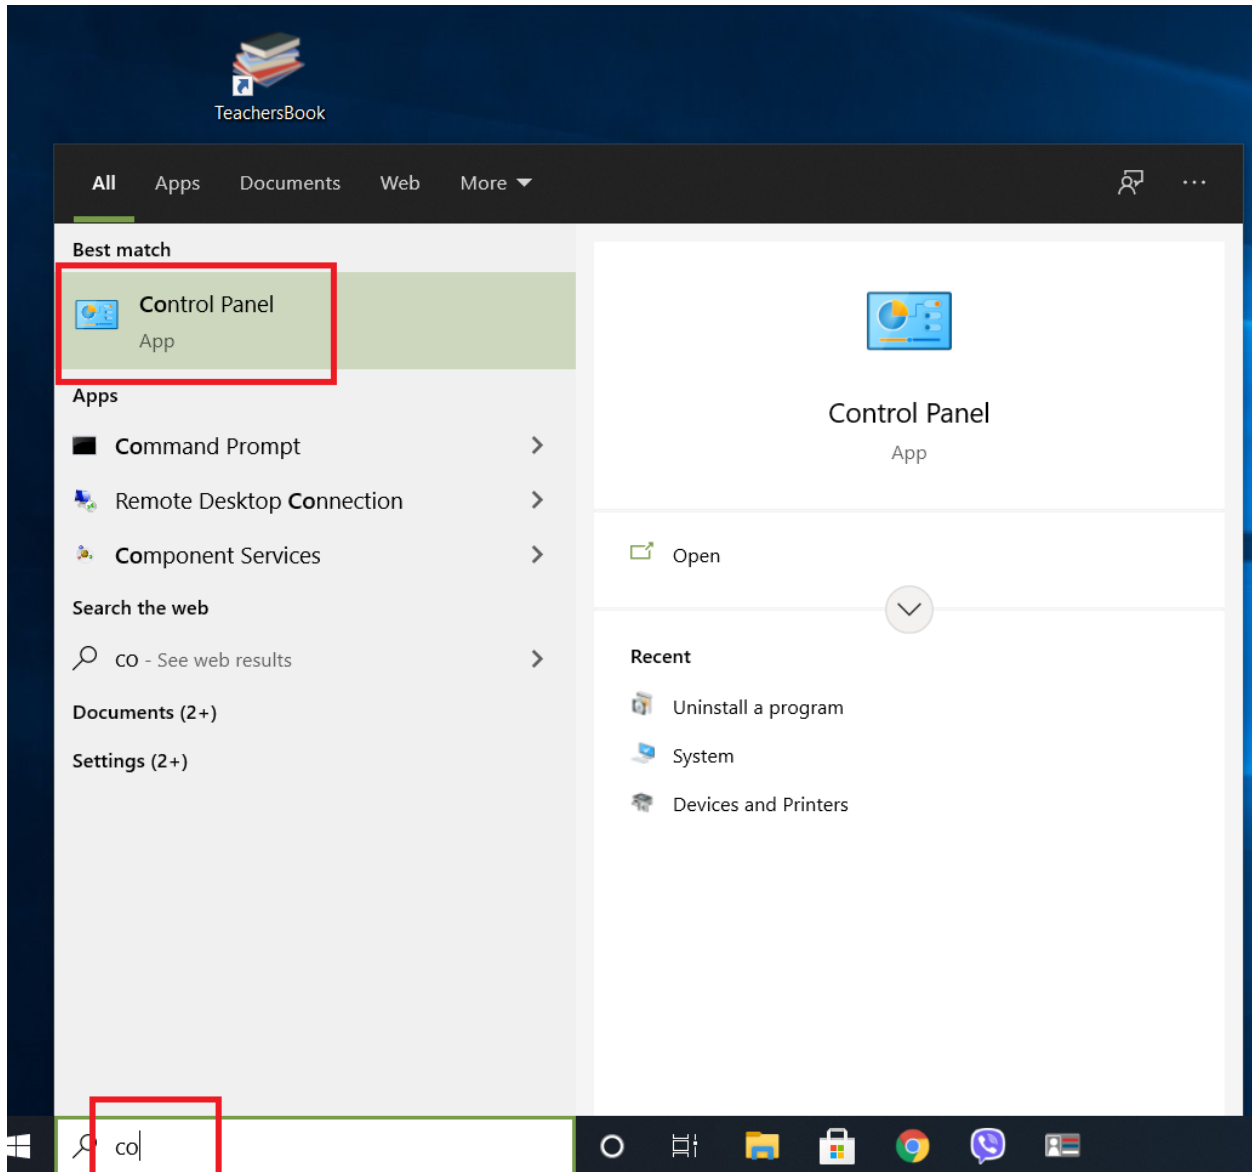 TeachersBook
All Apps Documents Web More
Best match
Control Panel
App
Apps
Command Prompt
Remote Desktop Connection
Component Services
Search the web
co - See web results
Documents (2+)
Settings (2+)
Control Panel
App
Open
Recent
Uninstall a program
System
Devices and Printers
co